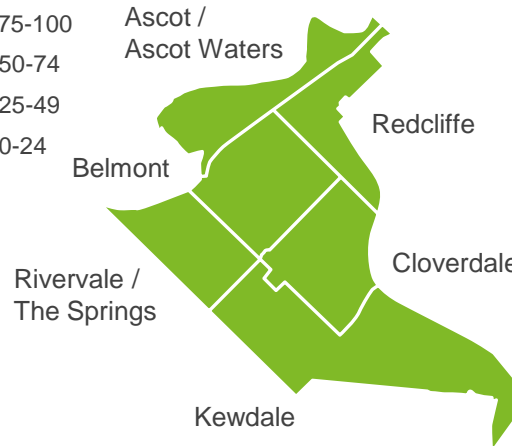 75-100
50-74
25-49
0-24
Ascot /
Ascot Waters
Redcliffe
Belmont
Cloverdale
Rivervale /
The Springs
Kewdale